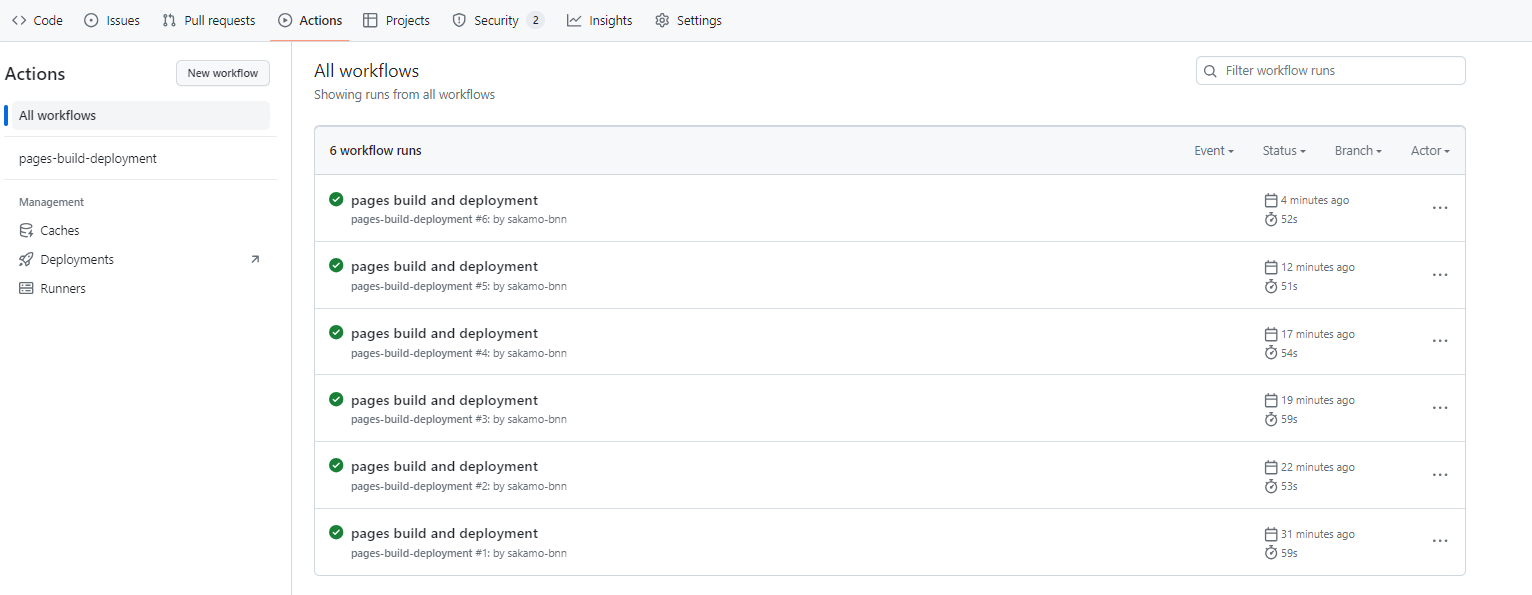 Code Issues Pull requests Actions Projects Security 2 Insights Settings
Actions
New workflow
All workflows
pages-build-deployment
Management
Caches
Deployments
Runners
All workflows
Showing runs from all workflows
Filter workflow runs
6 workflow runs
Event Status Branch Actor
pages build and deployment
pages-build-deployment #6: by sakamo-bnn
4 minutes ago
52s
pages build and deployment
pages-build-deployment #5: by sakamo-bnn
12 minutes ago
51s
pages build and deployment
pages-build-deployment #4: by sakamo-bnn
17 minutes ago
54s
pages build and deployment
pages-build-deployment #3: by sakamo-bnn
19 minutes ago
59s
pages build and deployment
pages-build-deployment #2: by sakamo-bnn
22 minutes ago
53s
pages build and deployment
pages-build-deployment #1: by sakamo-bnn
31 minutes ago
59s